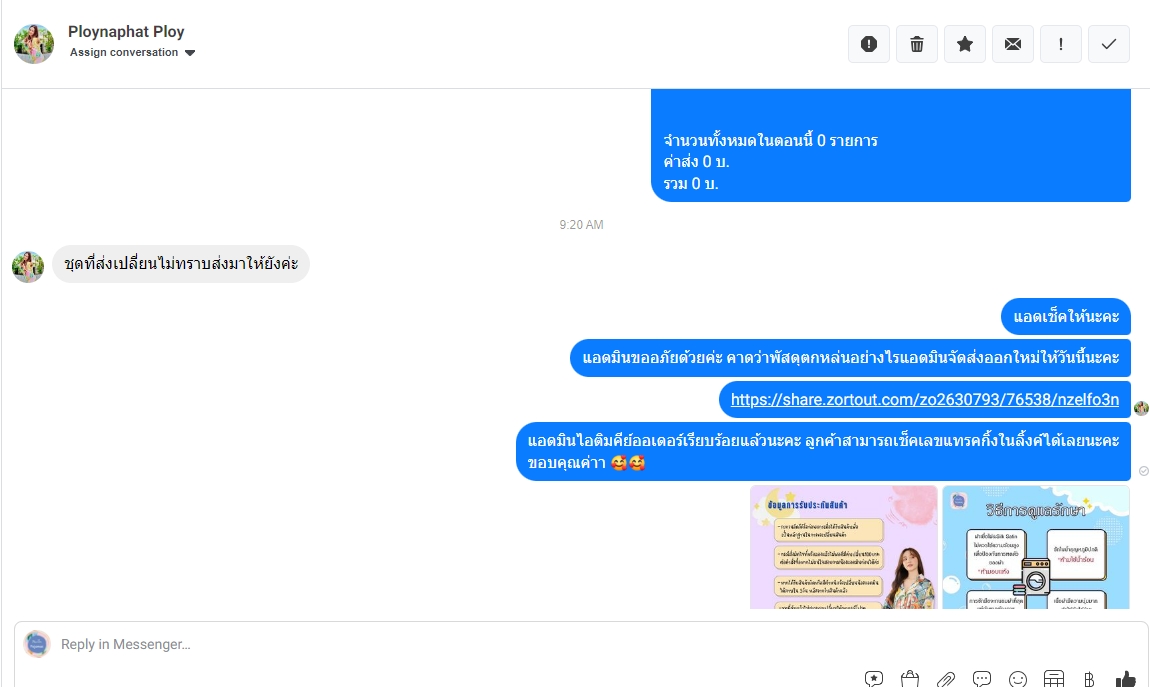 Ploynaphat Ploy
Assign conversation
จำนวนทั้งหมดในตอนนี้ 0 รายการ
ค่าส่ง 0 บ.
รวม 0 บ.
9:20 AM
ชุดที่ส่งเปลี่ยนไม่ทราบส่งมาให้ยังค่ะ
แอดเช็คให้นะคะ
แอดมินขออภัยด้วยค่ะ คาดว่าพัสดุตกหล่นอย่างไรแอดมินจัดส่งออกใหม่ให้วันนี้นะคะ
https://share.zortout.com/zo2630793/76538/nzelfo3n
แอดมินไอติมคีย์ออเดอร์เรียบร้อยแล้วนะคะ ลูกค้าสามารถเช็คเลขแทรคกิ้งในลิ้งค์ได้เลยนะคะ
ขอบคุณค่าา 🥰🥰
ข้อมูลการรับประกันสินค้า
วิธีการดูแลรักษา
Reply in Messenger...